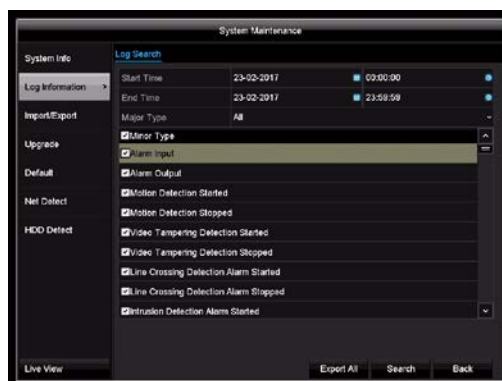 System Maintenance
System Info
Log Information >
Import/Export
Upgrade
Default
Net Detect
HDD Detect
Live View
Log Search
Start Time 23-02-2017 00:00:00
End Time 23-02-2017 23:59:59
Major Type All
Minor Type
Alarm Input
Alarm Output
Motion Detection Started
Motion Detection Stopped
Video Tampering Detection Started
Video Tampering Detection Stopped
Line Crossing Detection Alarm Started
Line Crossing Detection Alarm Stopped
Intrusion Detection Alarm Started
Export All Search Back